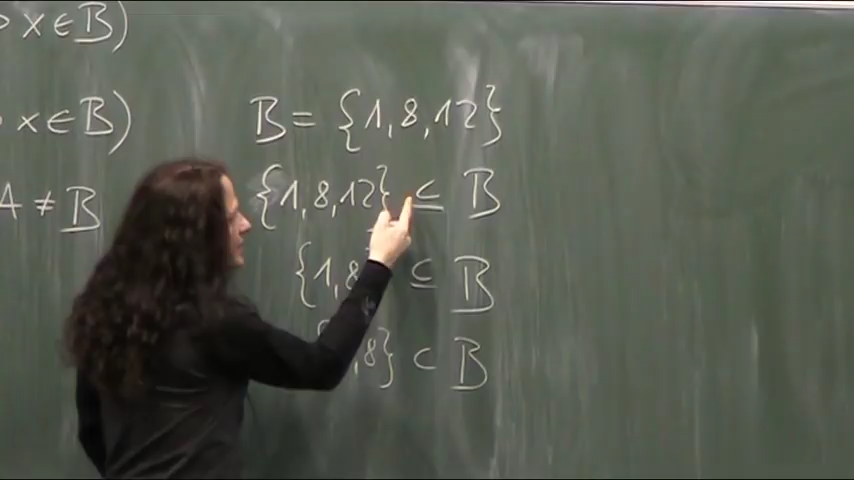 x ∈ B)
x ∈ B)
A ≠ B
B = {1, 8, 12}
{1, 8, 12} ⊆ B
{1, 8 ⊆ B
, 8} ⊂ B